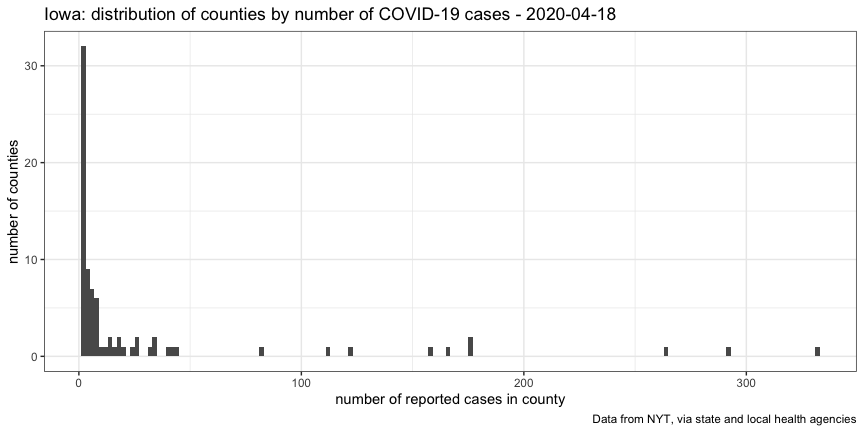 Iowa: distribution of counties by number of COVID-19 cases - 2020-04-18
number of counties
30
20
10
0
0 100 200 300
number of reported cases in county
Data from NYT, via state and local health agencies